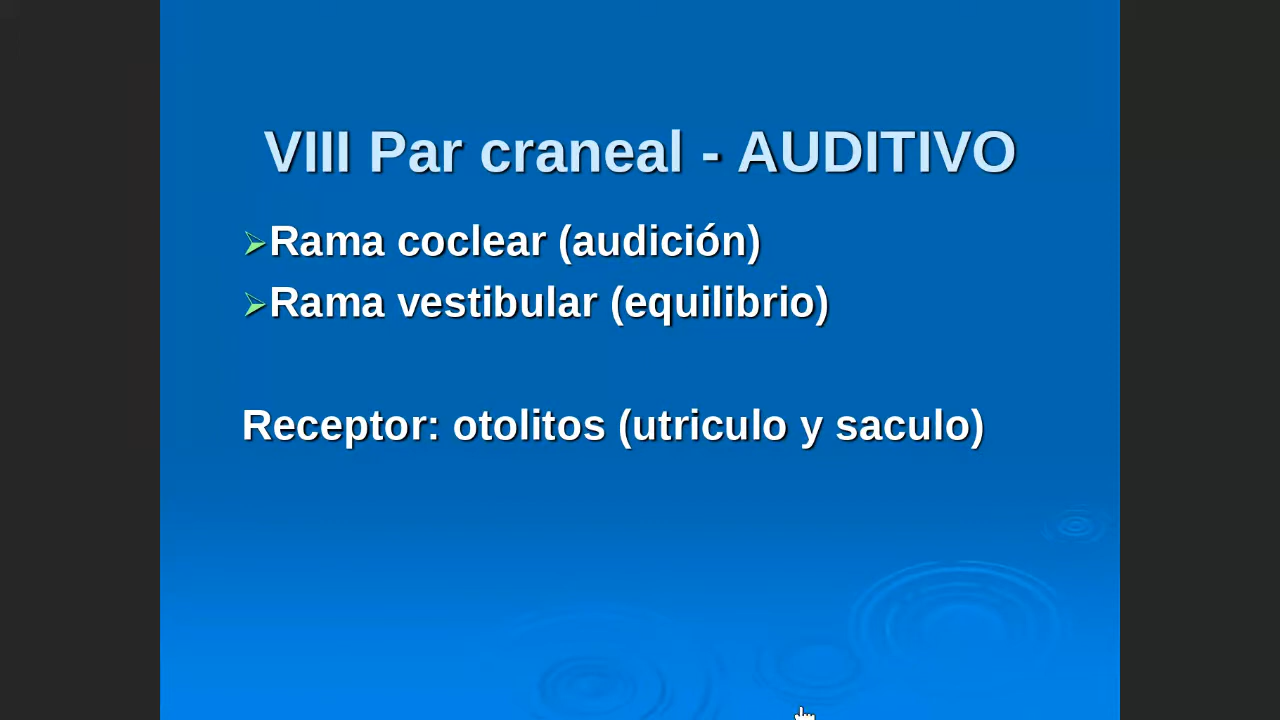 VIII Par craneal - AUDITIVO
Rama coclear (audición)
Rama vestibular (equilibrio)
Receptor: otolitos (utriculo y saculo)